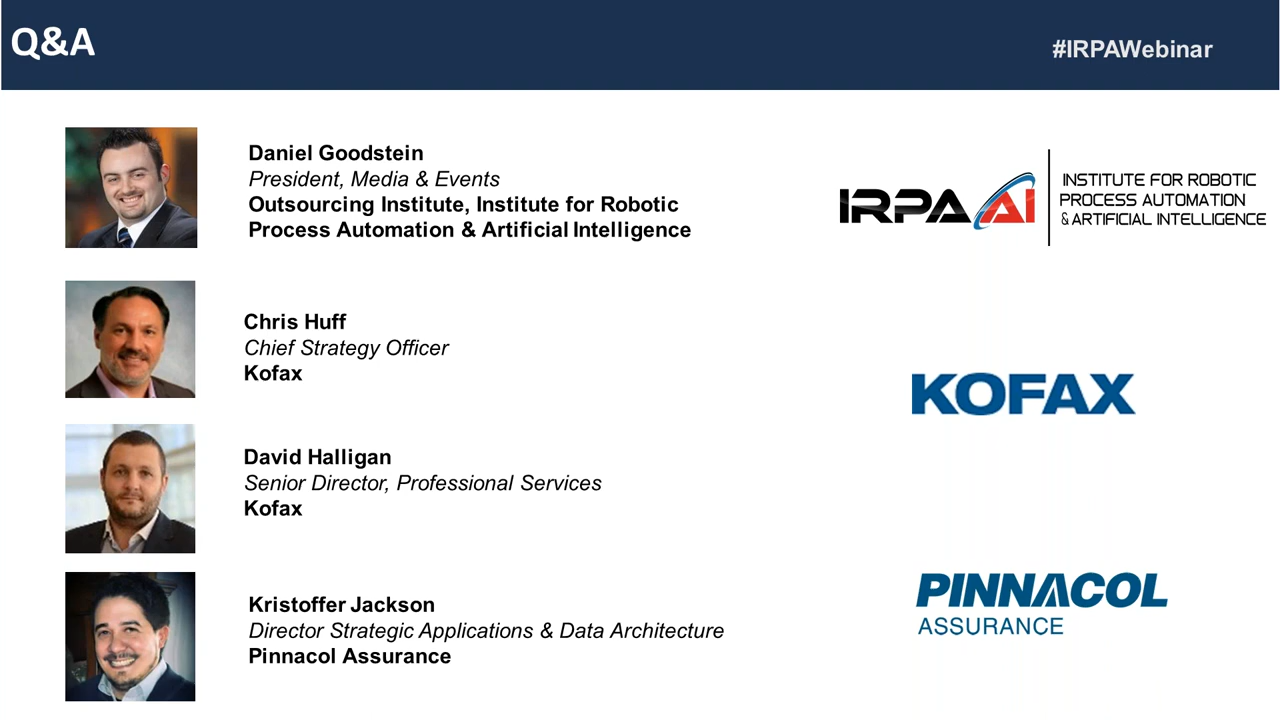 Q&A
#IRPAWebinar
Daniel Goodstein
President, Media & Events
Outsourcing Institute, Institute for Robotic
Process Automation & Artificial Intelligence
IRPA AI
INSTITUTE FOR ROBOTIC
PROCESS AUTOMATION
& ARTIFICIAL INTELLIGENCE
Chris Huff
Chief Strategy Officer
Kofax
KOFAX
David Halligan
Senior Director, Professional Services
Kofax
Kristoffer Jackson
Director Strategic Applications & Data Architecture
Pinnacol Assurance
PINNACOL
ASSURANCE